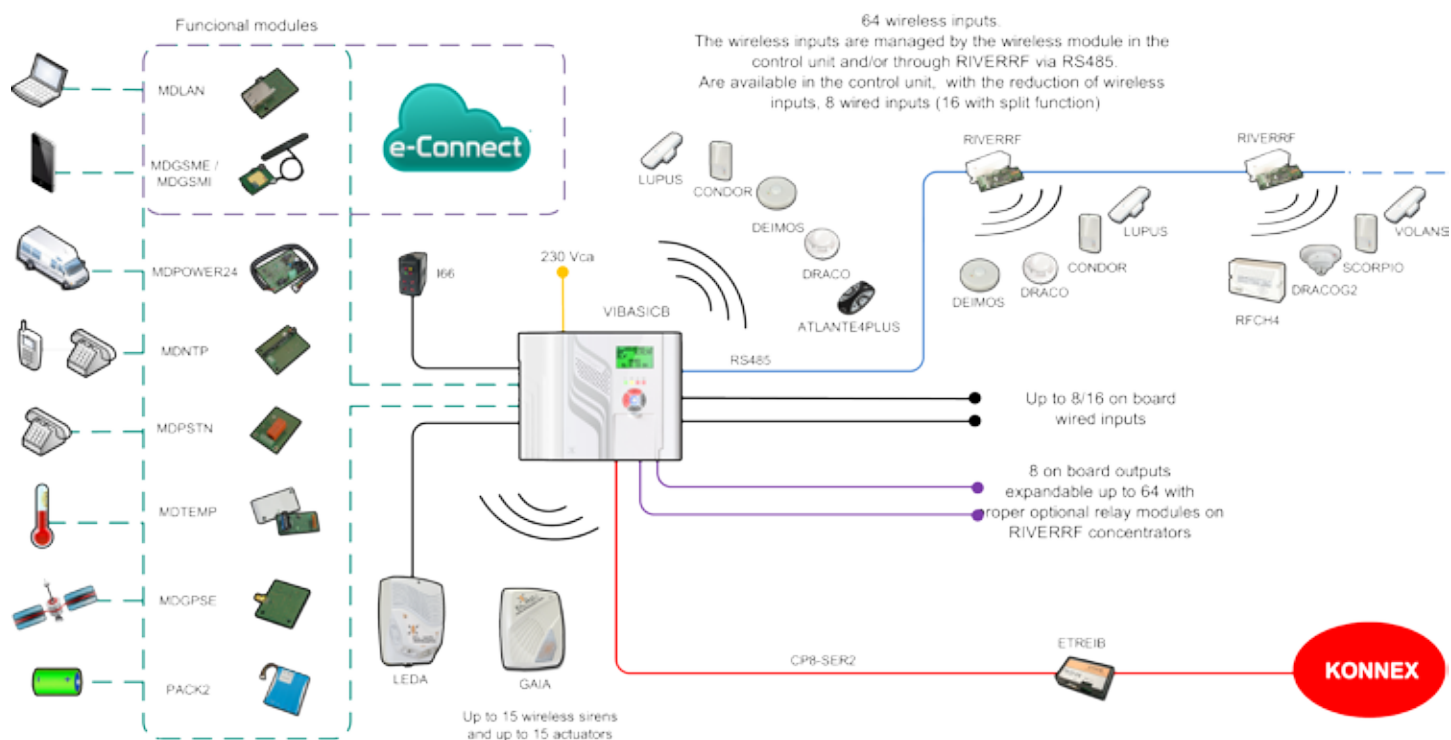 Funcional modules
MDLAN
MDGSME /
MDGSMI
MDPOWER24
MDNTP
MDPSTN
MDTEMP
MDGPSE
PACK2
e-Connect
64 wireless inputs.
The wireless inputs are managed by the wireless module in the
control unit and/or through RIVERRF via RS485.
Are available in the control unit, with the reduction of wireless
inputs, 8 wired inputs (16 with split function)
LUPUS
CONDOR
DEIMOS
DRACO
ATLANTE4PLUS
RIVERRF
LUPUS
CONDOR
DRACO
DEIMOS
RIVERRF
VOLANS
SCORPIO
DRACOG2
RFCH4
I66
230 Vca
VIBASICB
RS485
Up to 8/16 on board
wired inputs
8 on board outputs
expandable up to 64 with
proper optional relay modules on
RIVERRF concentrators
LEDA
GAIA
Up to 15 wireless sirens
and up to 15 actuators
CP8-SER2
ETREIB
KONNEX